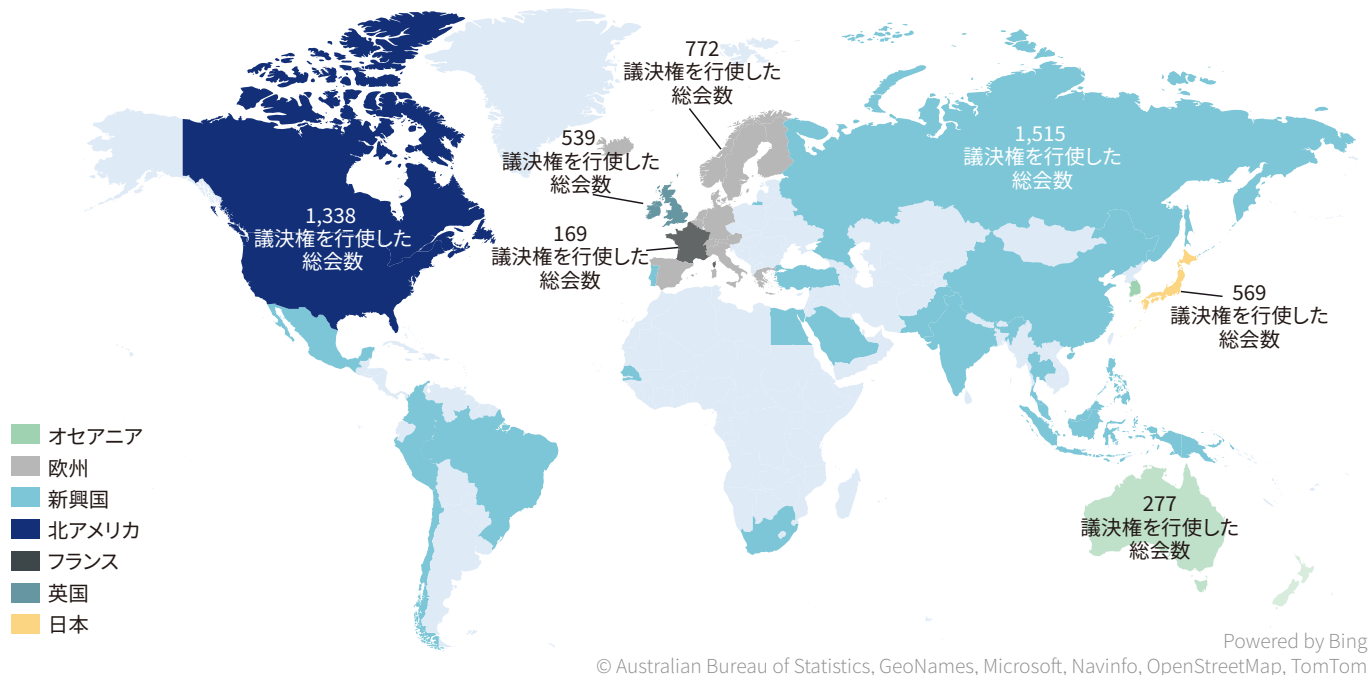 772
議決権を行使した
総会数
539
議決権を行使した
総会数
1,515
議決権を行使した
総会数
1,338
議決権を行使した
総会数
169
議決権を行使した
総会数
569
議決権を行使した
総会数
277
議決権を行使した
総会数
オセアニア
欧州
新興国
北アメリカ
フランス
英国
日本
Powered by Bing
© Australian Bureau of Statistics, GeoNames, Microsoft, Navinfo, OpenStreetMap, TomTom